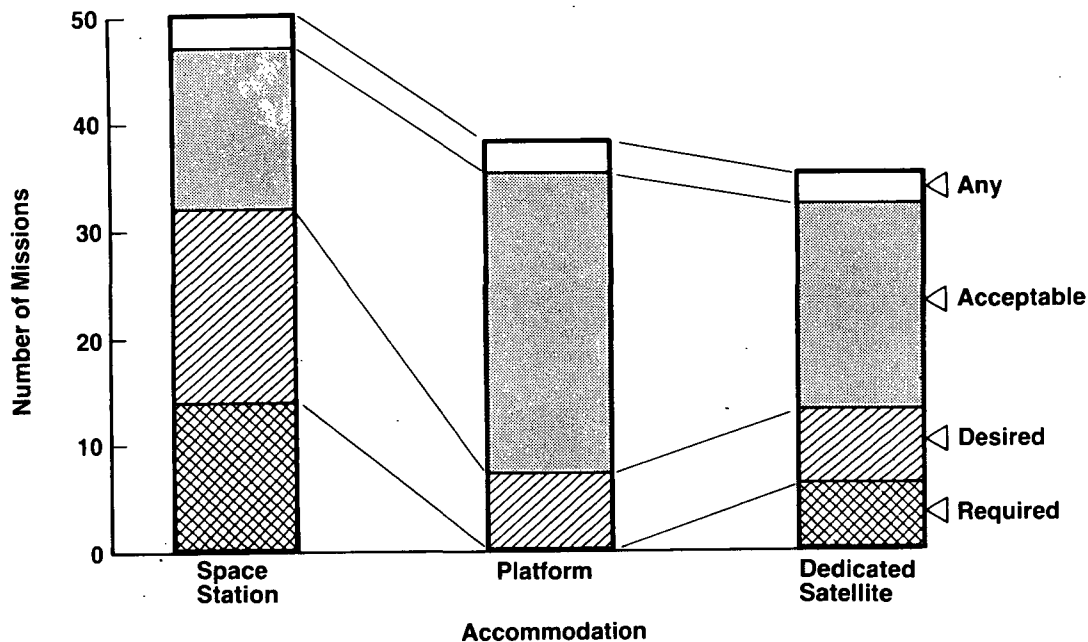 50
40
30
20
10
0
Number of Missions
Any
Acceptable
Desired
Required
Space
Station
Platform
Dedicated
Satellite
Accommodation